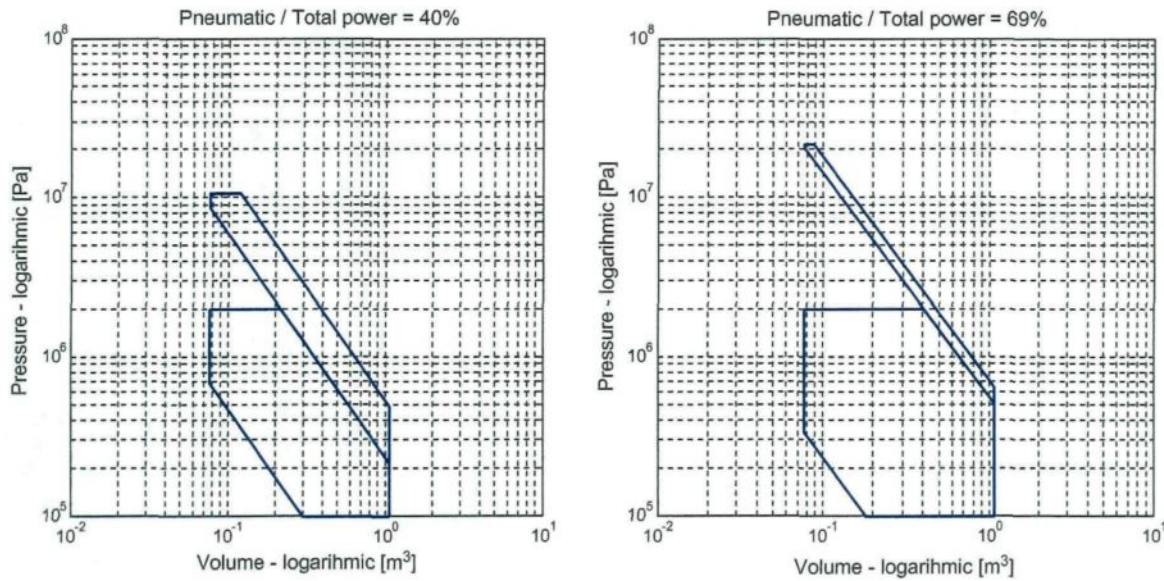 Pneumatic / Total power = 40%
10^8
10^7
10^6
10^5
Pressure - logarihmic [Pa]
10^-2
10^-1
10^0
10^1
Volume - logarihmic [m^3]
Pneumatic / Total power = 69%
10^8
10^7
10^6
10^5
Pressure - logarihmic [Pa]
10^-2
10^-1
10^0
10^1
Volume - logarihmic [m^3]